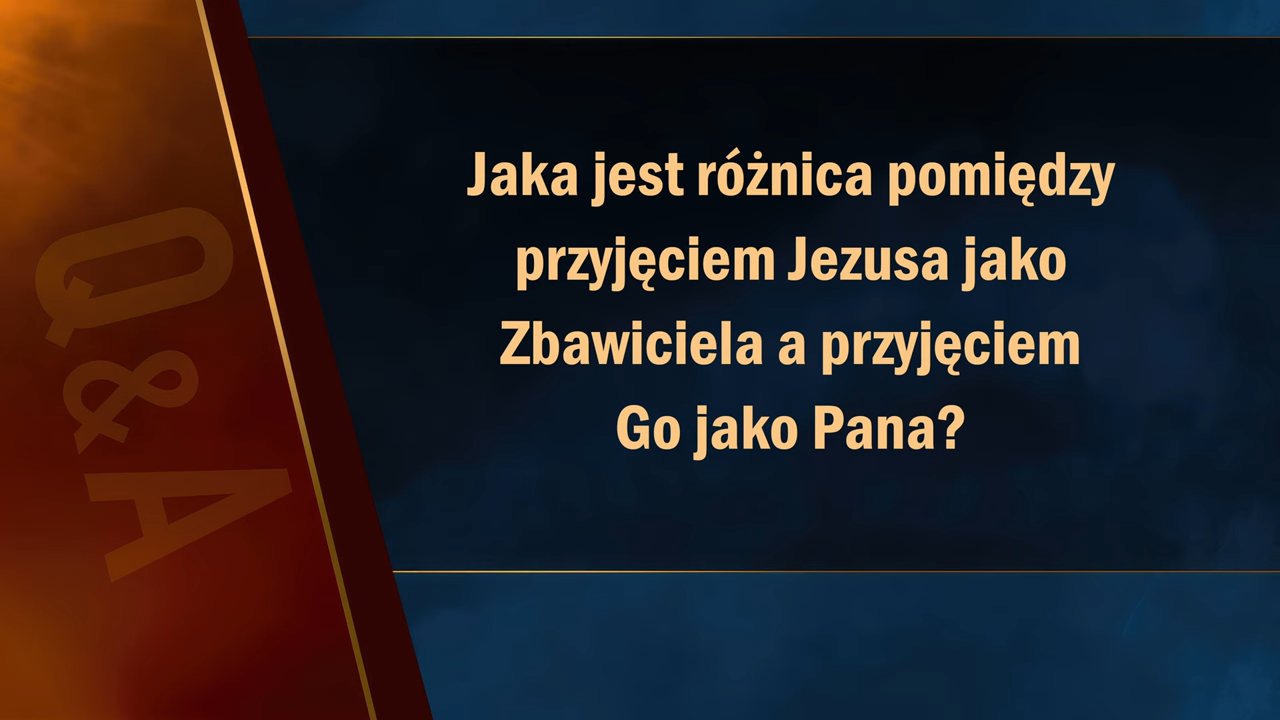 Jaka jest różnica pomiędzy
przyjęciem Jezusa jako
Zbawiciela a przyjęciem
Go jako Pana?
Q & A